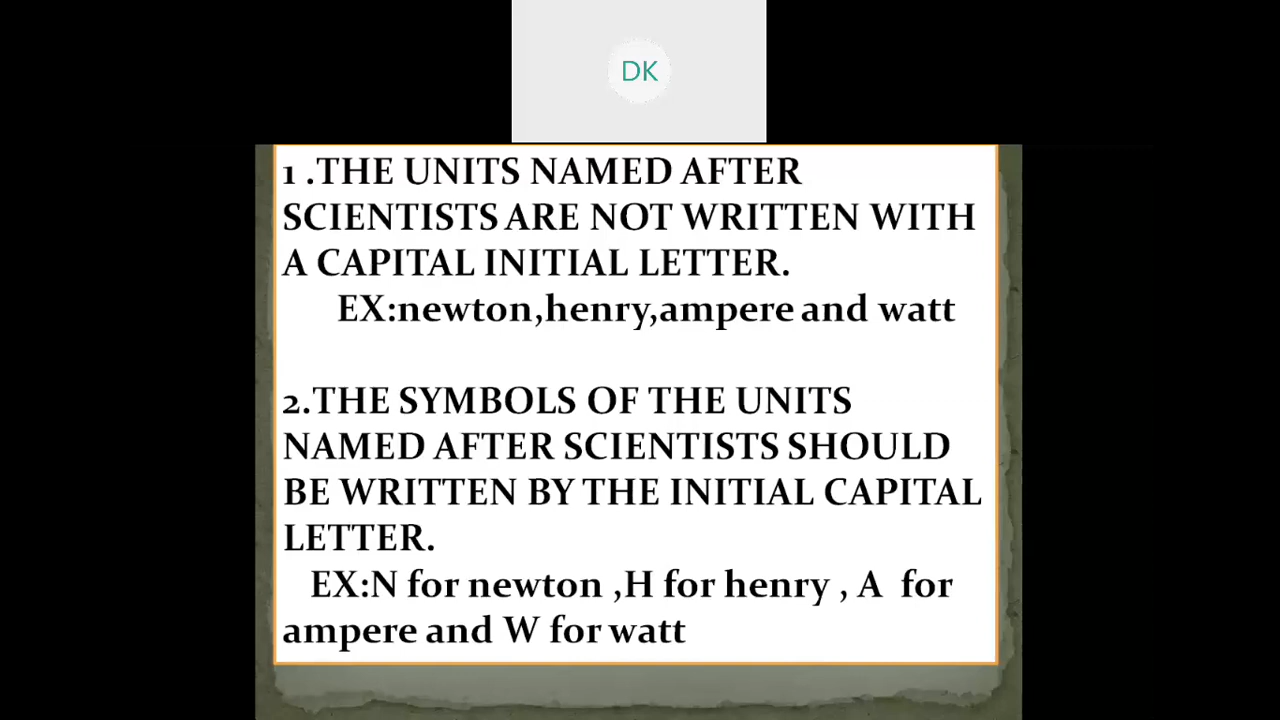 DK
1 .THE UNITS NAMED AFTER
SCIENTISTS ARE NOT WRITTEN WITH
A CAPITAL INITIAL LETTER.
EX:newton,henry,ampere and watt
2.THE SYMBOLS OF THE UNITS
NAMED AFTER SCIENTISTS SHOULD
BE WRITTEN BY THE INITIAL CAPITAL
LETTER.
EX:N for newton ,H for henry , A for
ampere and W for watt